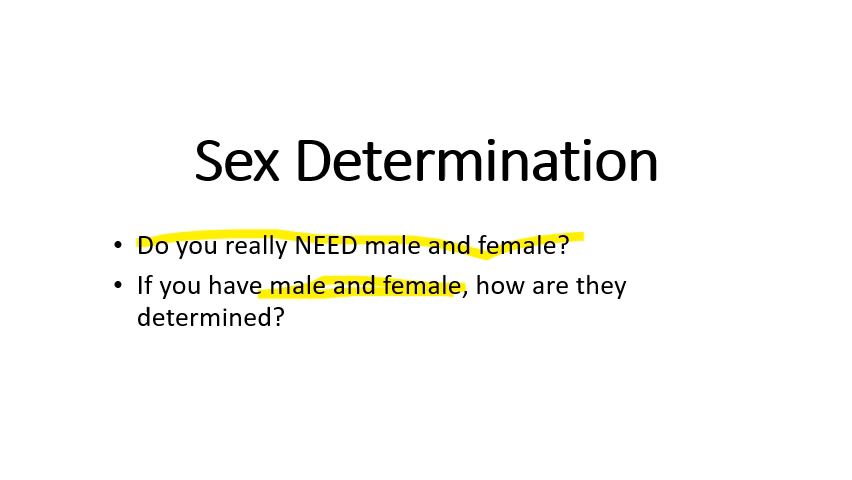 Sex Determination
• Do you really NEED male and female?
• If you have male and female, how are they
determined?